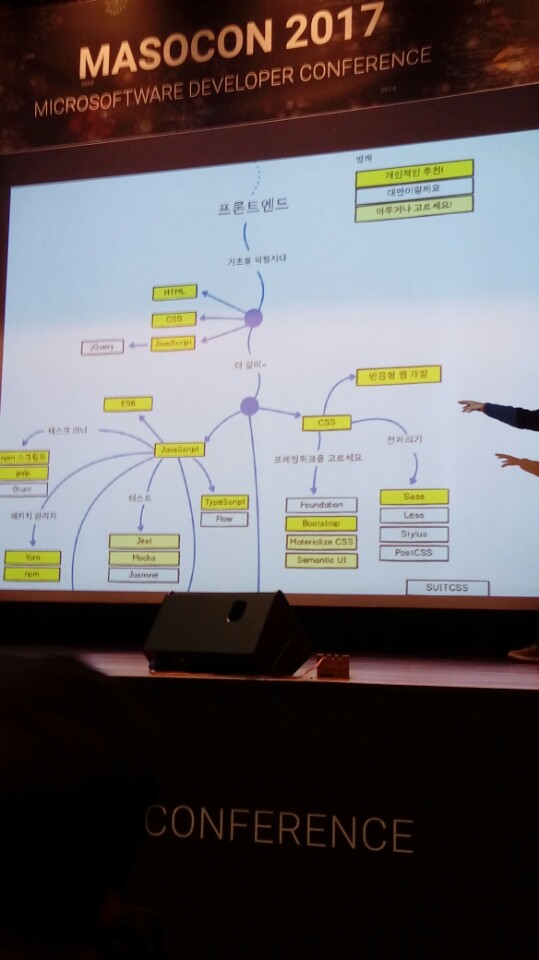 MASOCON 2017
MICROSOFTWARE DEVELOPER CONFERENCE
범례
개인적인 추천!
대안이랄까요
아무거나 고르세요!
프론트엔드
기초를 익힙시다
HTML
CSS
JavaScript
jQuery
더 깊이~
반응형 웹 개발
ES6
CSS
태스크 러너
JavaScript
전처리기
npm 스크립트
gulp
Grunt
프레임워크를 고르세요
테스트
TypeScript
Flow
패키지 관리자
Foundation
Bootstrap
Materialize CSS
Semantic UI
Sass
Less
Stylus
PostCSS
Jest
Mocha
Jasmine
Yarn
npm
SUITCSS
CONFERENCE